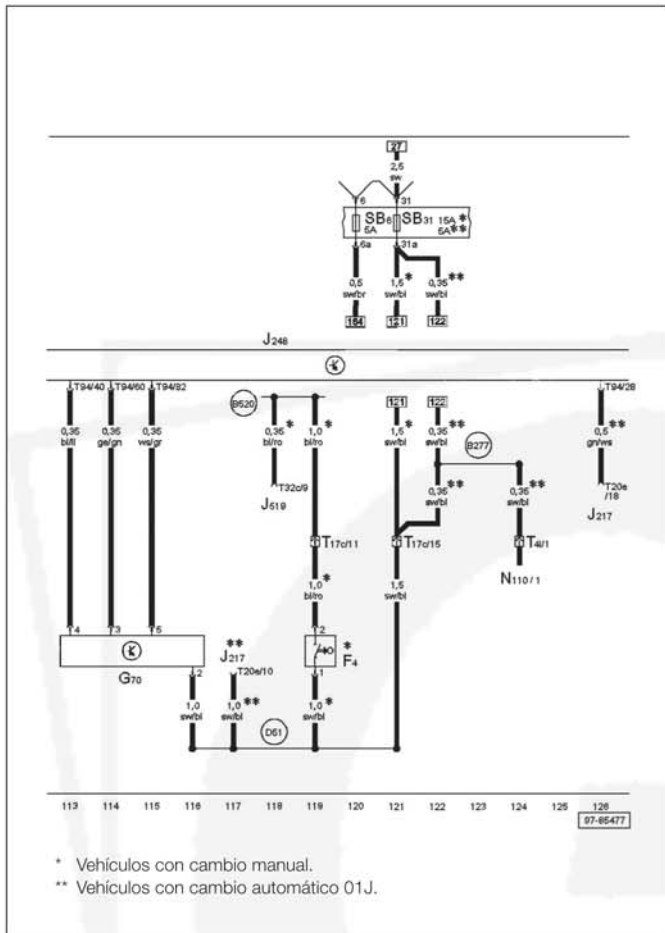 27
2,5
sw
6 31
SB6 SB31 15A *
5A 5A**
6a 31a
0,5 1,5 * 0,35 **
sw/br sw/bl sw/bl
164 121 122
J248
T94/40 T94/60 T94/82 T94/28
B520 121 122
0,35 0,35 0,35 0,35 * 1,0 * 1,5 * 0,35 ** 0,5 **
bl/ll ge/gn ws/gr bl/ro bl/ro sw/bl sw/bl gn/ws
B277
T32c/9 ** T20e
J519 0,35 0,35 ** /18
sw/bl sw/bl J217
T17c/11 T17c/15 T4l/1
1,0 * 1,5 N110/1
bl/ro sw/bl
4 3 5 ** 2
J217 * F4
G70 2 T20e/10 1
1,0 1,0 ** 1,0 *
sw/bl sw/bl sw/bl
D51
113 114 115 116 117 118 119 120 121 122 123 124 125 126
97-85477
* Vehículos con cambio manual.
** Vehículos con cambio automático 01J.